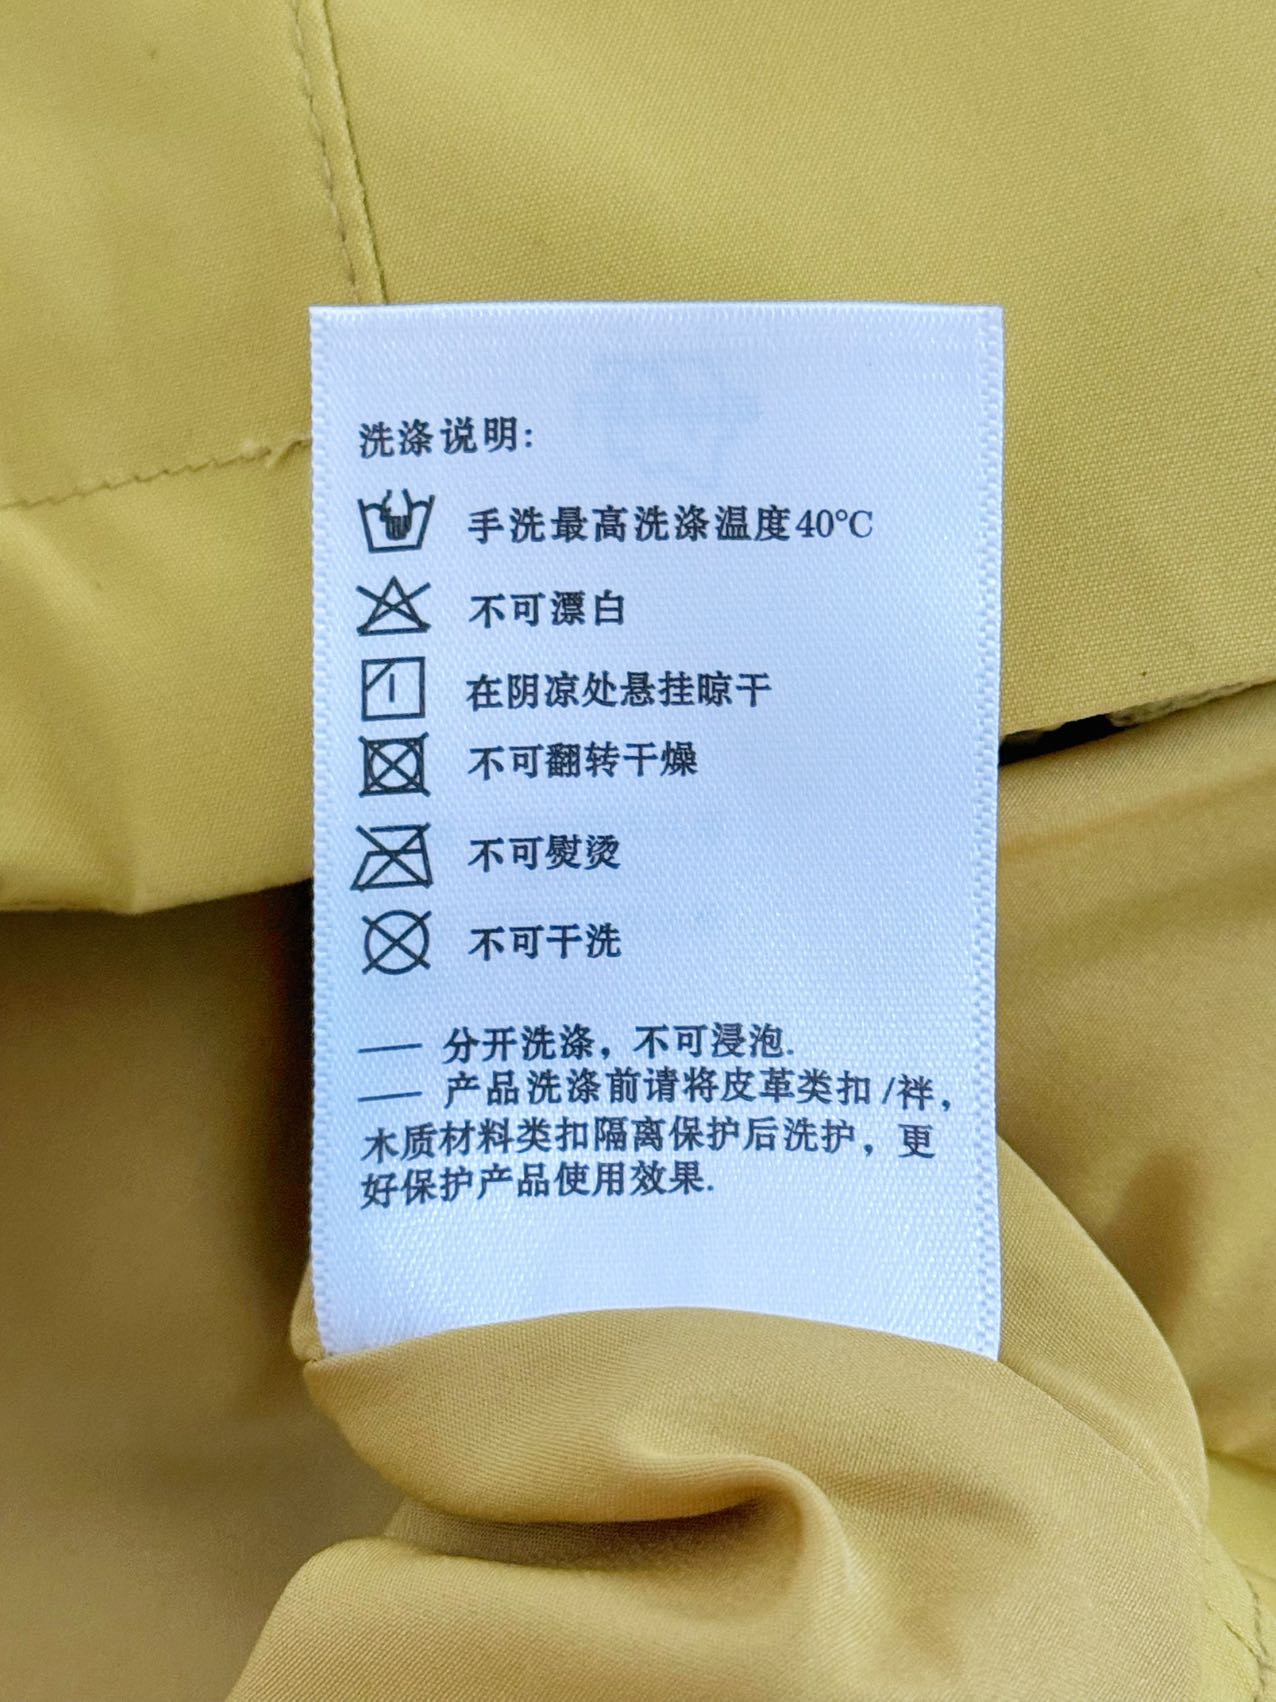 洗涤说明:
手洗最高洗涤温度40℃
不可漂白
在阴凉处悬挂晾干
不可翻转干燥
不可熨烫
不可干洗
— 分开洗涤，不可浸泡.
— 产品洗涤前请将皮革类扣/袢，
木质材料类扣隔离保护后洗护，更
好保护产品使用效果.